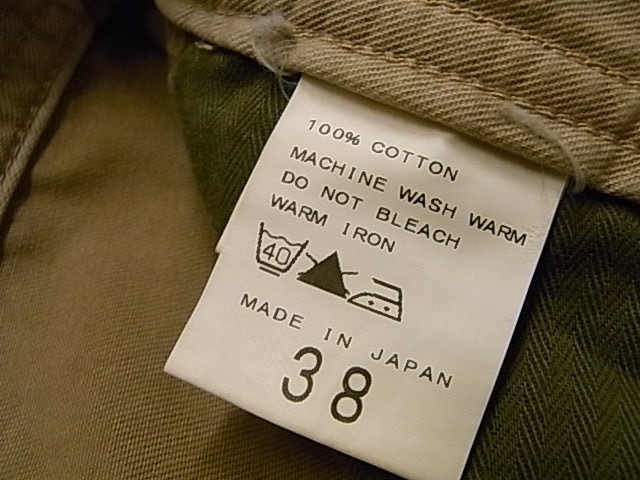 100% COTTON
MACHINE WASH WARM
DO NOT BLEACH
WARM IRON
40
MADE IN JAPAN
38